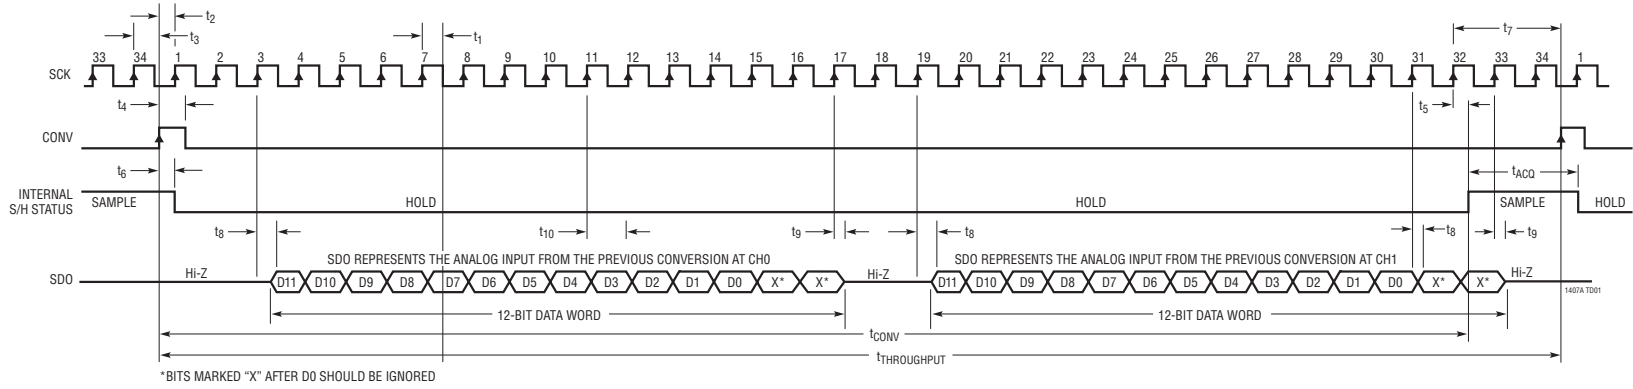 t2
t3
t1
t7
33 34 1 2 3 4 5 6 7 8 9 10 11 12 13 14 15 16 17 18 19 20 21 22 23 24 25 26 27 28 29 30 31 32 33 34 1
SCK
t4
t5
CONV
t6
tACQ
INTERNAL
S/H STATUS
SAMPLE
HOLD
HOLD
SAMPLE
HOLD
t8
t10
t9
t8
t8
t9
SDO REPRESENTS THE ANALOG INPUT FROM THE PREVIOUS CONVERSION AT CH0
SDO REPRESENTS THE ANALOG INPUT FROM THE PREVIOUS CONVERSION AT CH1
SDO
Hi-Z
D11 D10 D9 D8 D7 D6 D5 D4 D3 D2 D1 D0 X* X*
Hi-Z
D11 D10 D9 D8 D7 D6 D5 D4 D3 D2 D1 D0 X* X*
Hi-Z
1407A TD01
12-BIT DATA WORD
12-BIT DATA WORD
tCONV
tTHROUGHPUT
*BITS MARKED “X” AFTER D0 SHOULD BE IGNORED